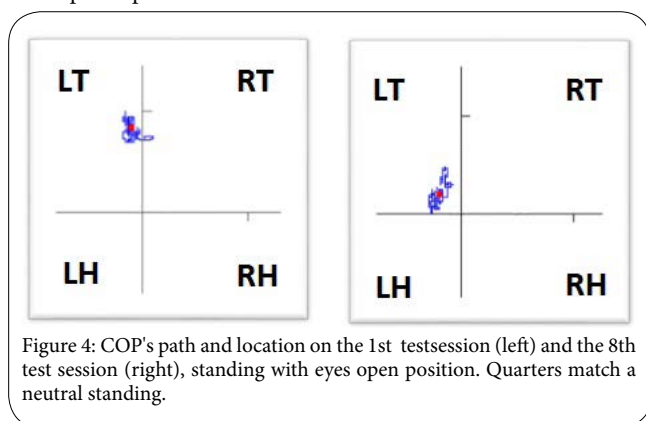 LT RT LT RT
LH RH LH RH
Figure 4: COP's path and location on the 1st testsession (left) and the 8th
test session (right), standing with eyes open position. Quarters match a
neutral standing.